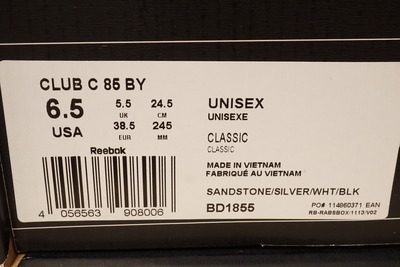 CLUB C 85 BY
6.5 5.5 24.5
UK CM
USA 38.5 245
EUR MM
UNISEX
UNISEXE
CLASSIC
CLASSIC
Reebok
MADE IN VIETNAM
FABRIQUÉ AU VIETNAM
SANDSTONE/SILVER/WHT/BLK
4 056563 908006
BD1855
PO# 114860371 EAN
RB-RABSBOX/1113/V02